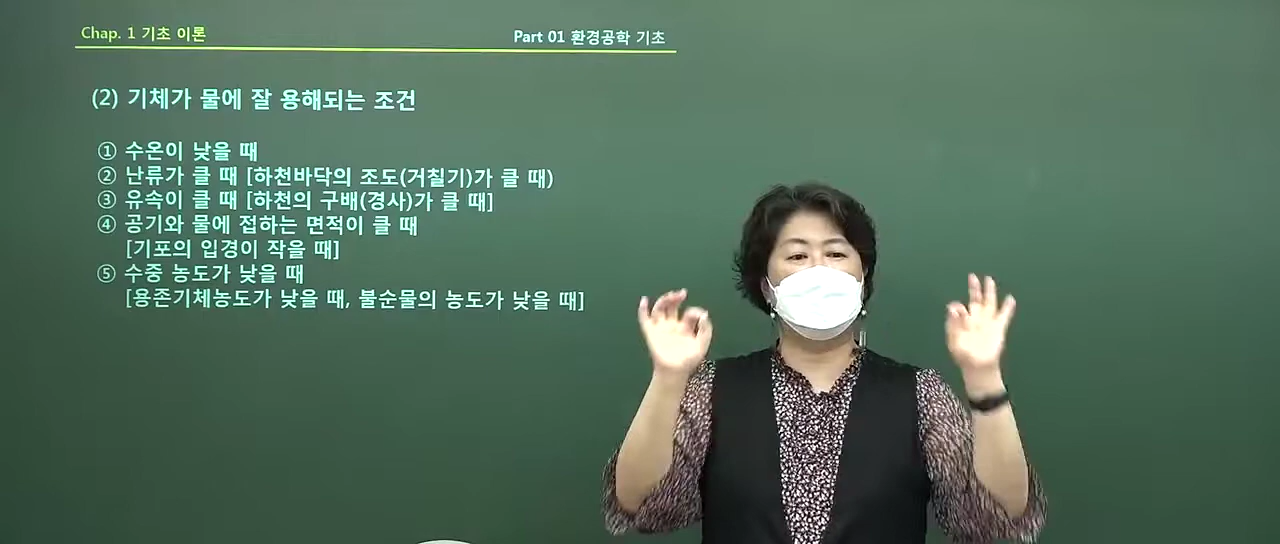 Chap. 1 기초 이론
Part 01 환경공학 기초
(2) 기체가 물에 잘 용해되는 조건
① 수온이 낮을 때
② 난류가 클 때 [하천바닥의 조도(거칠기)가 클 때)
③ 유속이 클 때 [하천의 구배(경사)가 클 때]
④ 공기와 물에 접하는 면적이 클 때
[기포의 입경이 작을 때]
⑤ 수중 농도가 낮을 때
[용존기체농도가 낮을 때, 불순물의 농도가 낮을 때]